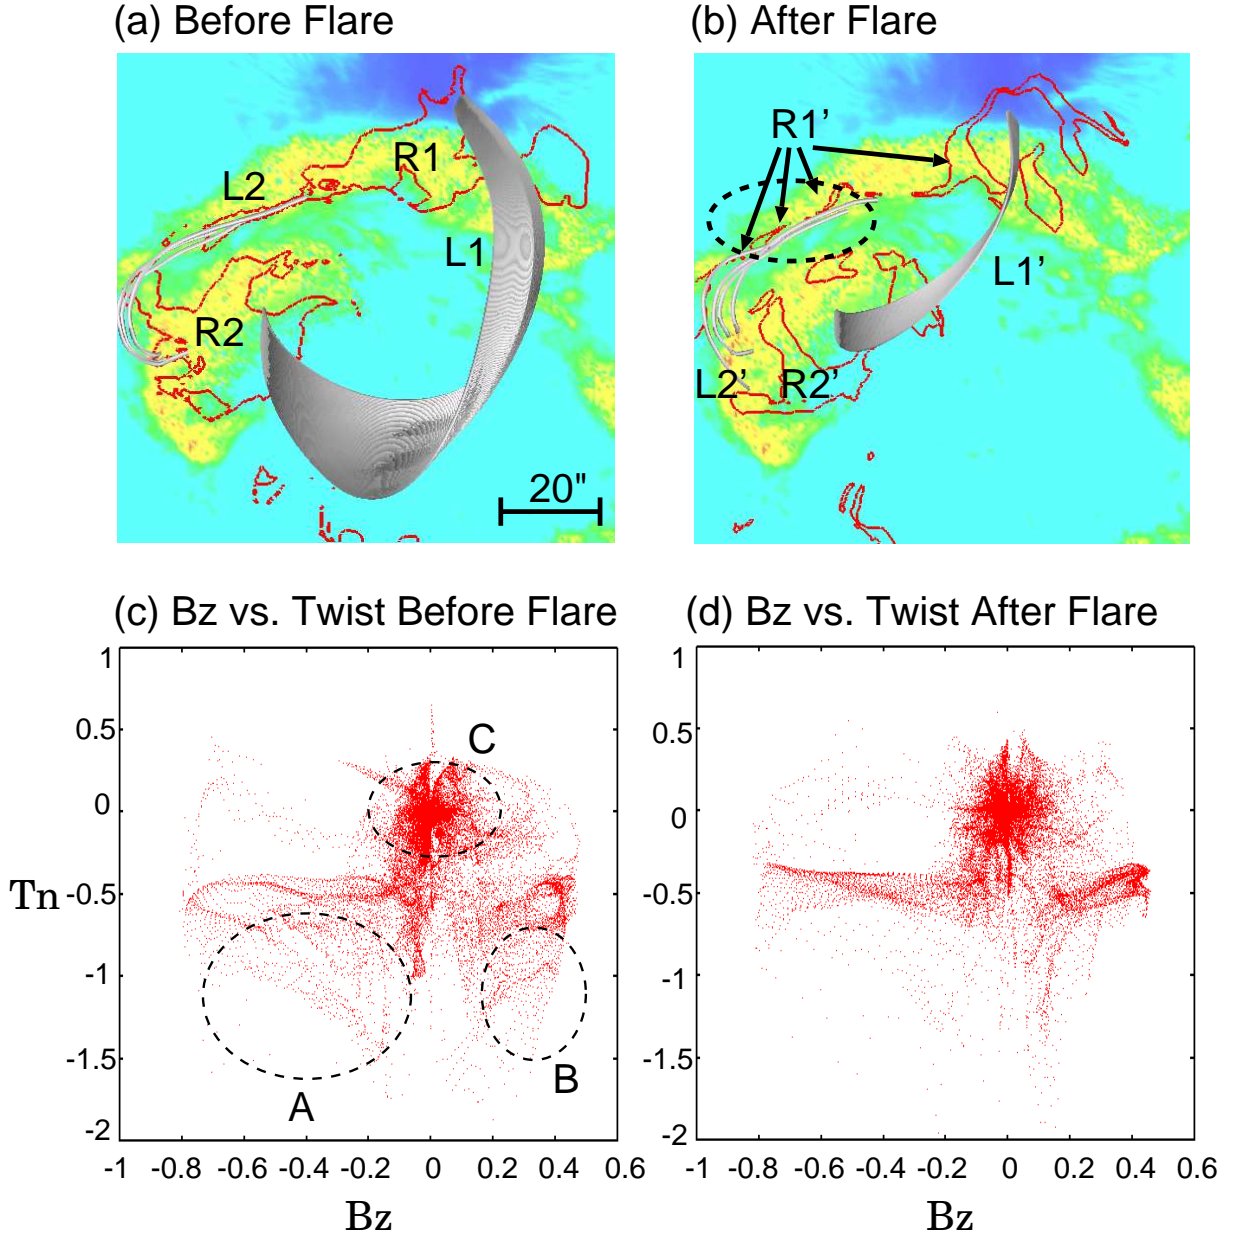 (a) Before Flare
(b) After Flare
R1
L2
L1
R2
20"
R1’
L1’
L2’
R2’
(c) Bz vs. Twist Before Flare
(d) Bz vs. Twist After Flare
1
0.5
0
-0.5
-1
-1.5
-2
Tn
C
A
B
-1 -0.8 -0.6 -0.4 -0.2 0 0.2 0.4 0.6
Bz
1
0.5
0
-0.5
-1
-1.5
-2
-1 -0.8 -0.6 -0.4 -0.2 0 0.2 0.4 0.6
Bz